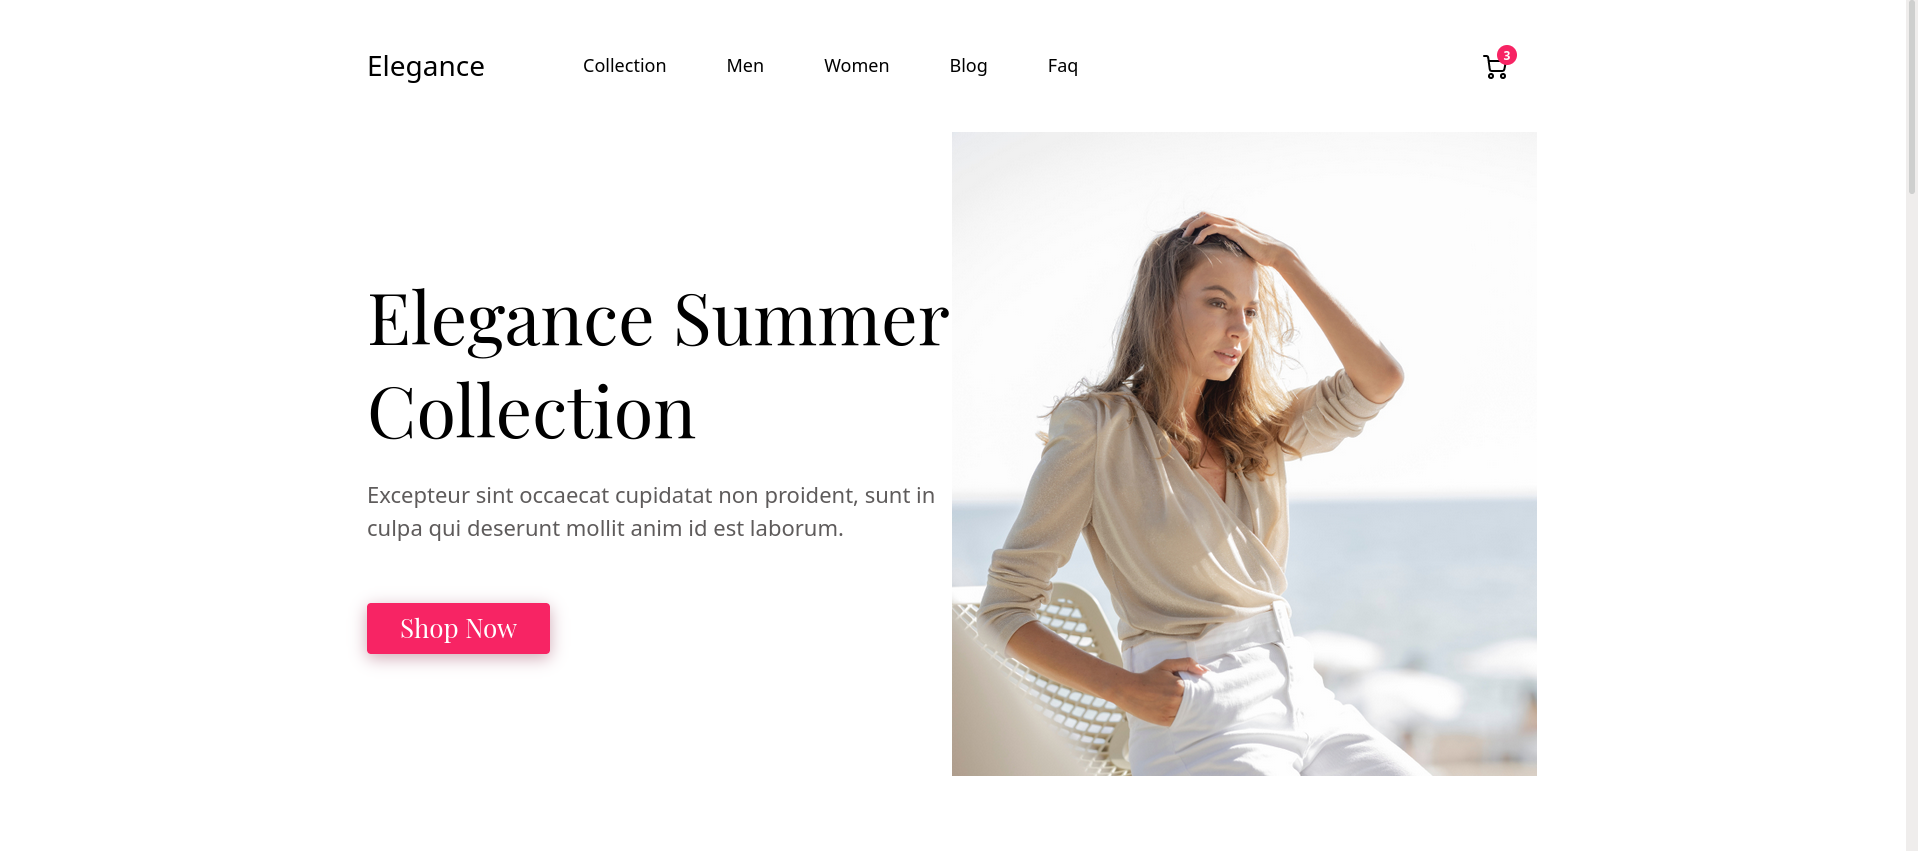 Elegance
Collection
Men
Women
Blog
Faq
3
Elegance Summer
Collection
Excepteur sint occaecat cupidatat non proident, sunt in
culpa qui deserunt mollit anim id est laborum.
Shop Now